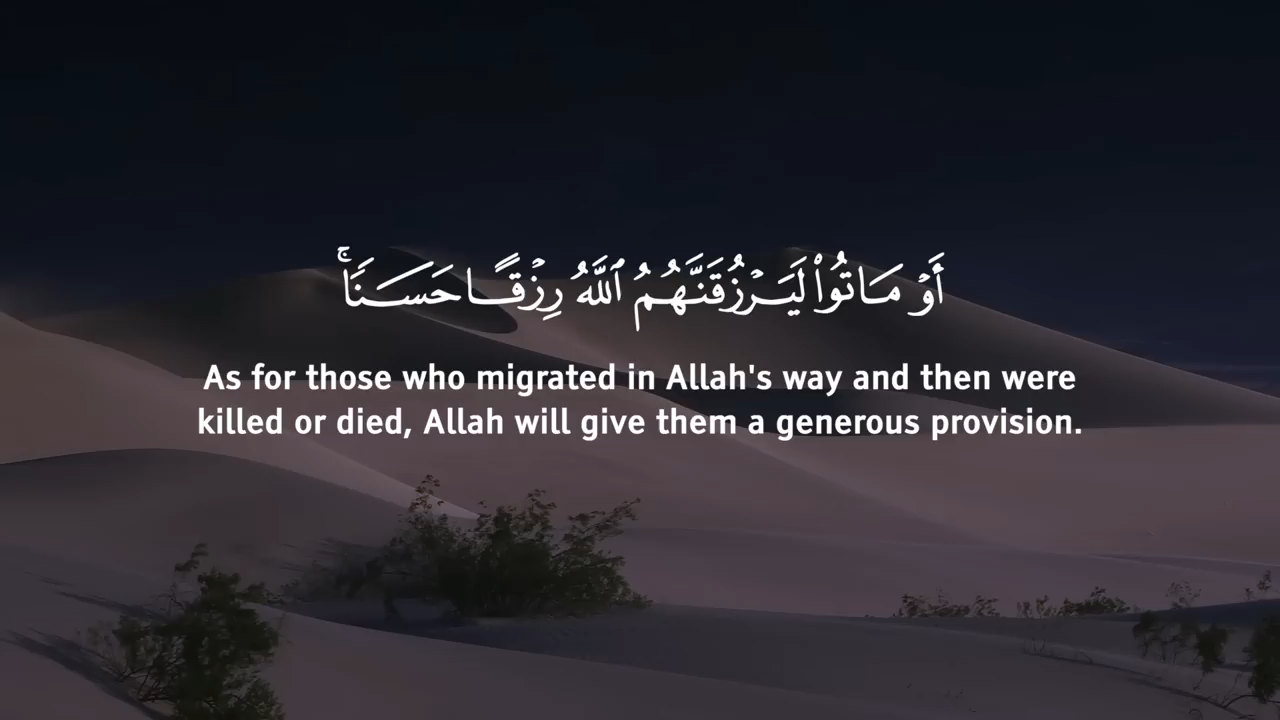 أَوْ مَاتُوا۟ لَيَرْزُقَنَّهُمُ ٱللَّهُ رِزْقًا حَسَنًا ۚ
As for those who migrated in Allah's way and then were
killed or died, Allah will give them a generous provision.